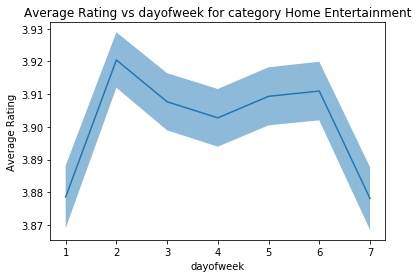 Average Rating vs dayofweek for category Home Entertainment
3.93
3.92
3.91
3.90
3.89
3.88
3.87
Average Rating
1 2 3 4 5 6 7
dayofweek